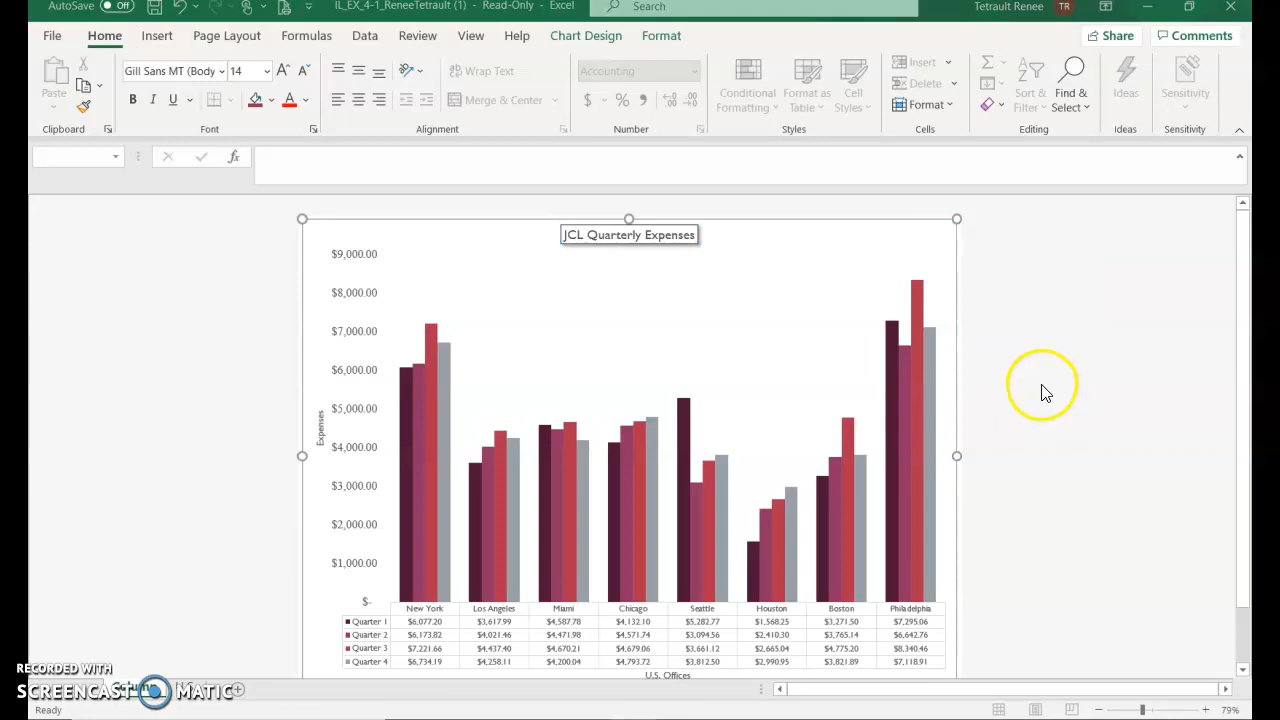 AutoSave Off IL_EX_4-1_ReneeTetrault (1) - Read-Only - Excel Search Tetrault Renee TR
File Home Insert Page Layout Formulas Data Review View Help Chart Design Format Share Comments
Paste Gill Sans MT (Body 14 Wrap Text Accounting Conditional Formatting Format as Table Cell Styles Insert Sort & Filter Find & Select Ideas Sensitivity
B I U Merge & Center $ % Delete
Format
Clipboard Font Alignment Number Styles Cells Editing Ideas Sensitivity
fx
JCL Quarterly Expenses
$9,000.00
$8,000.00
$7,000.00
$6,000.00
$5,000.00
Expenses
$4,000.00
$3,000.00
$2,000.00
$1,000.00
$-
New York Los Angeles Miami Chicago Seattle Houston Boston Philadelphia
Quarter 1 $6,077.20 $3,617.99 $4,587.78 $4,132.10 $5,282.77 $1,568.25 $3,271.50 $7,295.06
Quarter 2 $6,173.82 $4,021.46 $4,471.98 $4,571.74 $3,094.56 $2,410.30 $3,765.14 $6,642.76
Quarter 3 $7,221.66 $4,437.40 $4,670.21 $4,679.06 $3,661.12 $2,665.04 $4,775.20 $8,340.46
Quarter 4 $6,734.19 $4,258.11 $4,200.04 $4,793.72 $3,812.50 $2,990.95 $3,821.89 $7,118.91
U.S. Offices
RECORDED WITH
SCREENCAST MATIC
Ready 79%